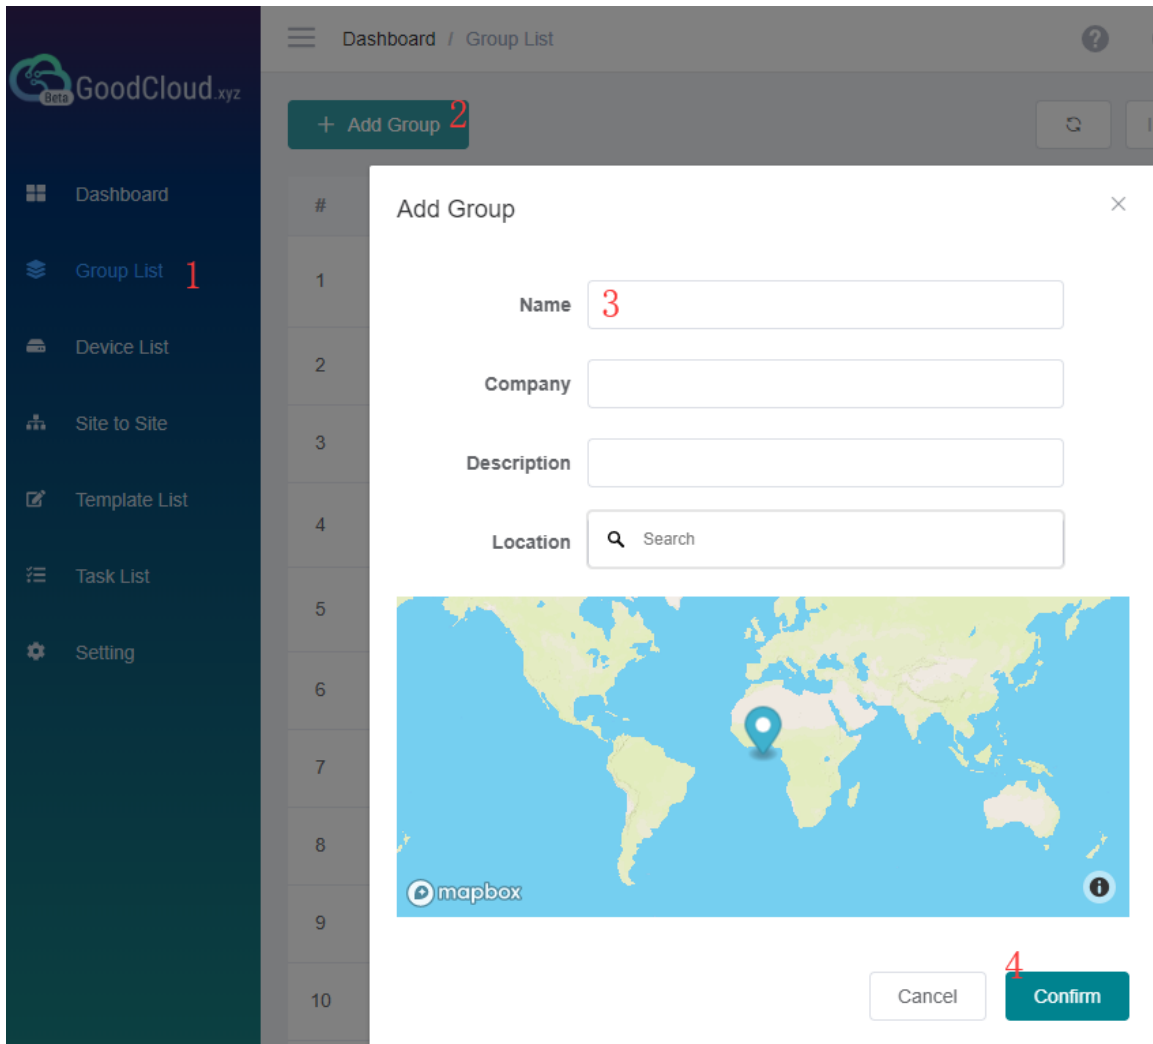 Dashboard / Group List
GoodCloud.xyz
Beta
+ Add Group 2
Dashboard
Group List 1
Device List
Site to Site
Template List
Task List
Setting
#
1
2
3
4
5
6
7
8
9
10
Add Group
Name 3
Company
Description
Location Search
mapbox
4
Cancel Confirm